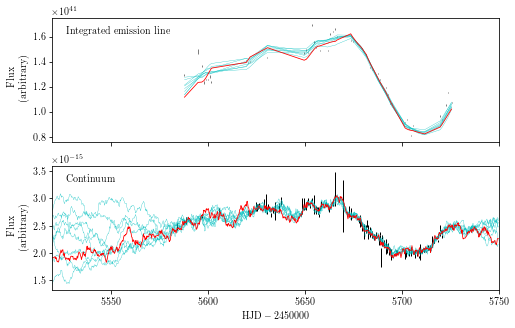 ×10⁴¹
Integrated emission line
1.6
1.4
1.2
1.0
0.8
Flux
(arbitrary)
×10⁻¹⁵
Continuum
3.5
3.0
2.5
2.0
1.5
Flux
(arbitrary)
5550
5600
5650
5700
5750
HJD − 2450000